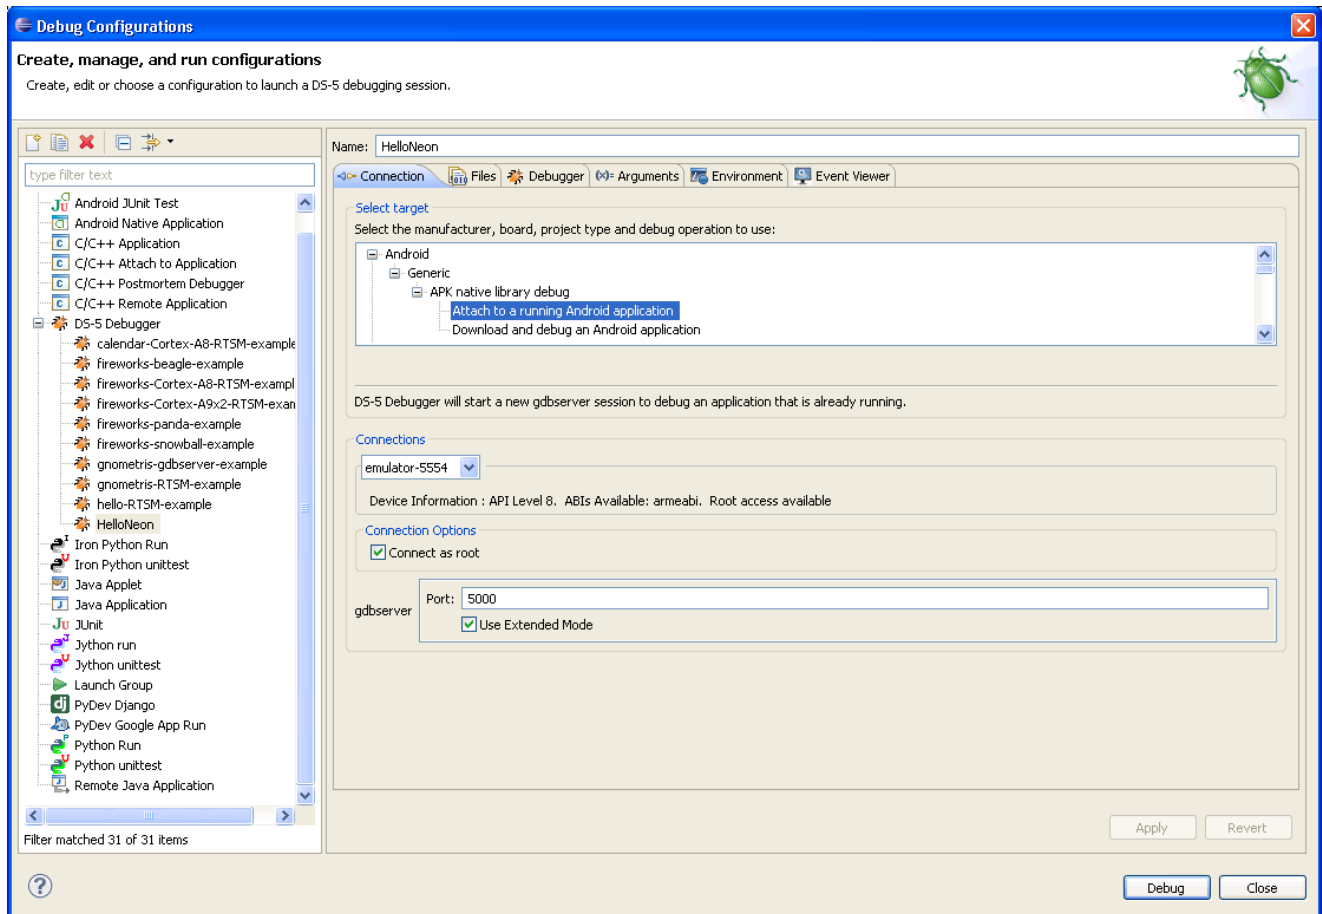 Debug Configurations
Create, manage, and run configurations
Create, edit or choose a configuration to launch a DS-5 debugging session.
type filter text
Android JUnit Test
Android Native Application
C/C++ Application
C/C++ Attach to Application
C/C++ Postmortem Debugger
C/C++ Remote Application
DS-5 Debugger
calendar-Cortex-A8-RTSM-example
fireworks-beagle-example
fireworks-Cortex-A8-RTSM-exampl
fireworks-Cortex-A9x2-RTSM-exan
fireworks-panda-example
fireworks-snowball-example
gnometris-gdbserver-example
gnometris-RTSM-example
hello-RTSM-example
HelloNeon
Iron Python Run
Iron Python unittest
Java Applet
Java Application
JUnit
Jython run
Jython unittest
Launch Group
PyDev Django
PyDev Google App Run
Python Run
Python unittest
Remote Java Application
Filter matched 31 of 31 items
Name: HelloNeon
Connection Files Debugger (x)= Arguments Environment Event Viewer
Select target
Select the manufacturer, board, project type and debug operation to use:
Android
Generic
APK native library debug
Attach to a running Android application
Download and debug an Android application
DS-5 Debugger will start a new gdbserver session to debug an application that is already running.
Connections
emulator-5554
Device Information : API Level 8. ABIs Available: armeabi. Root access available
Connection Options
Connect as root
gdbserver
Port: 5000
Use Extended Mode
Apply Revert
Debug Close